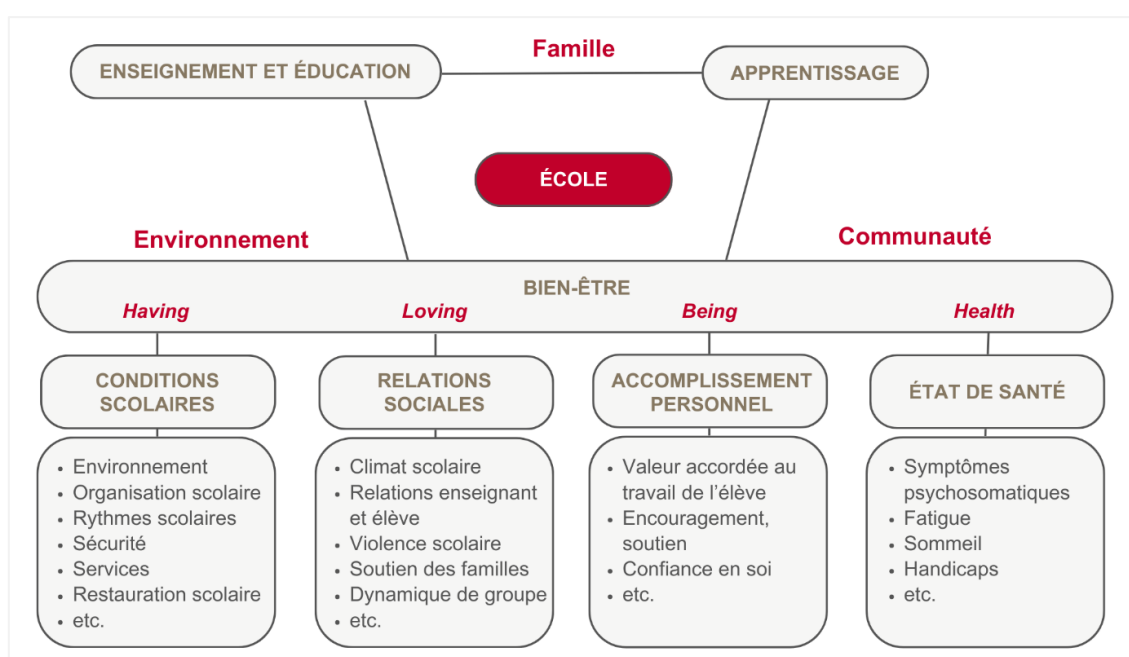 Famille
ENSEIGNEMENT ET ÉDUCATION
APPRENTISSAGE
ÉCOLE
Environnement
Communauté
BIEN-ÊTRE
Having
Loving
Being
Health
CONDITIONS
SCOLAIRES
• Environnement
• Organisation scolaire
• Rythmes scolaires
• Sécurité
• Services
• Restauration scolaire
• etc.
RELATIONS
SOCIALES
• Climat scolaire
• Relations enseignant
et élève
• Violence scolaire
• Soutien des familles
• Dynamique de groupe
• etc.
ACCOMPLISSEMENT
PERSONNEL
• Valeur accordée au
travail de l’élève
• Encouragement,
soutien
• Confiance en soi
• etc.
ÉTAT DE SANTÉ
• Symptômes
psychosomatiques
• Fatigue
• Sommeil
• Handicaps
• etc.